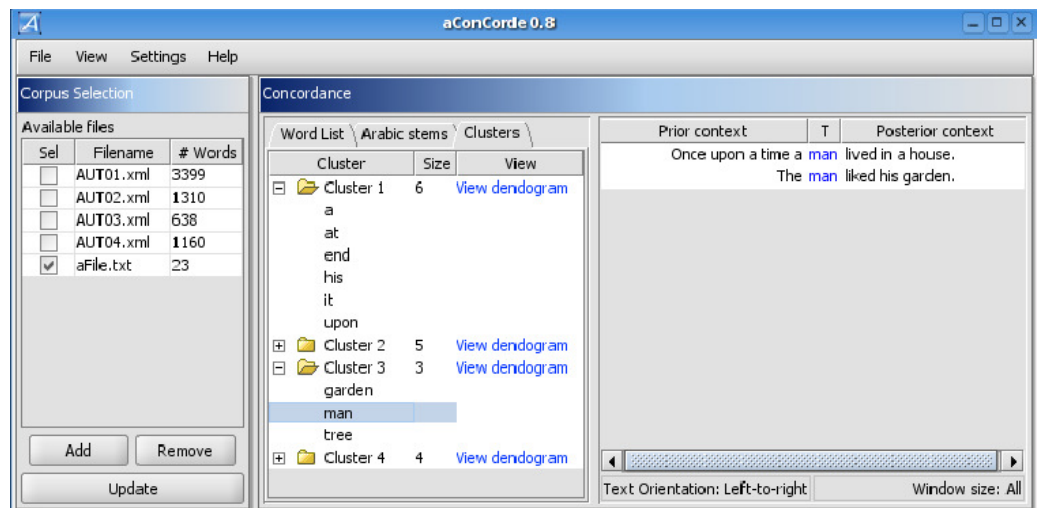 aConCorde 0.8
File View Settings Help
Corpus Selection
Available files
Sel Filename # Words
AUT01.xml 3399
AUT02.xml 1310
AUT03.xml 638
AUT04.xml 1160
aFile.txt 23
Add Remove
Update
Concordance
Word List Arabic stems Clusters
Cluster Size View
Cluster 1 6 View dendogram
a
at
end
his
it
upon
Cluster 2 5 View dendogram
Cluster 3 3 View dendogram
garden
man
tree
Cluster 4 4 View dendogram
Prior context T Posterior context
Once upon a time a man lived in a house.
The man liked his garden.
Text Orientation: Left-to-right Window size: All